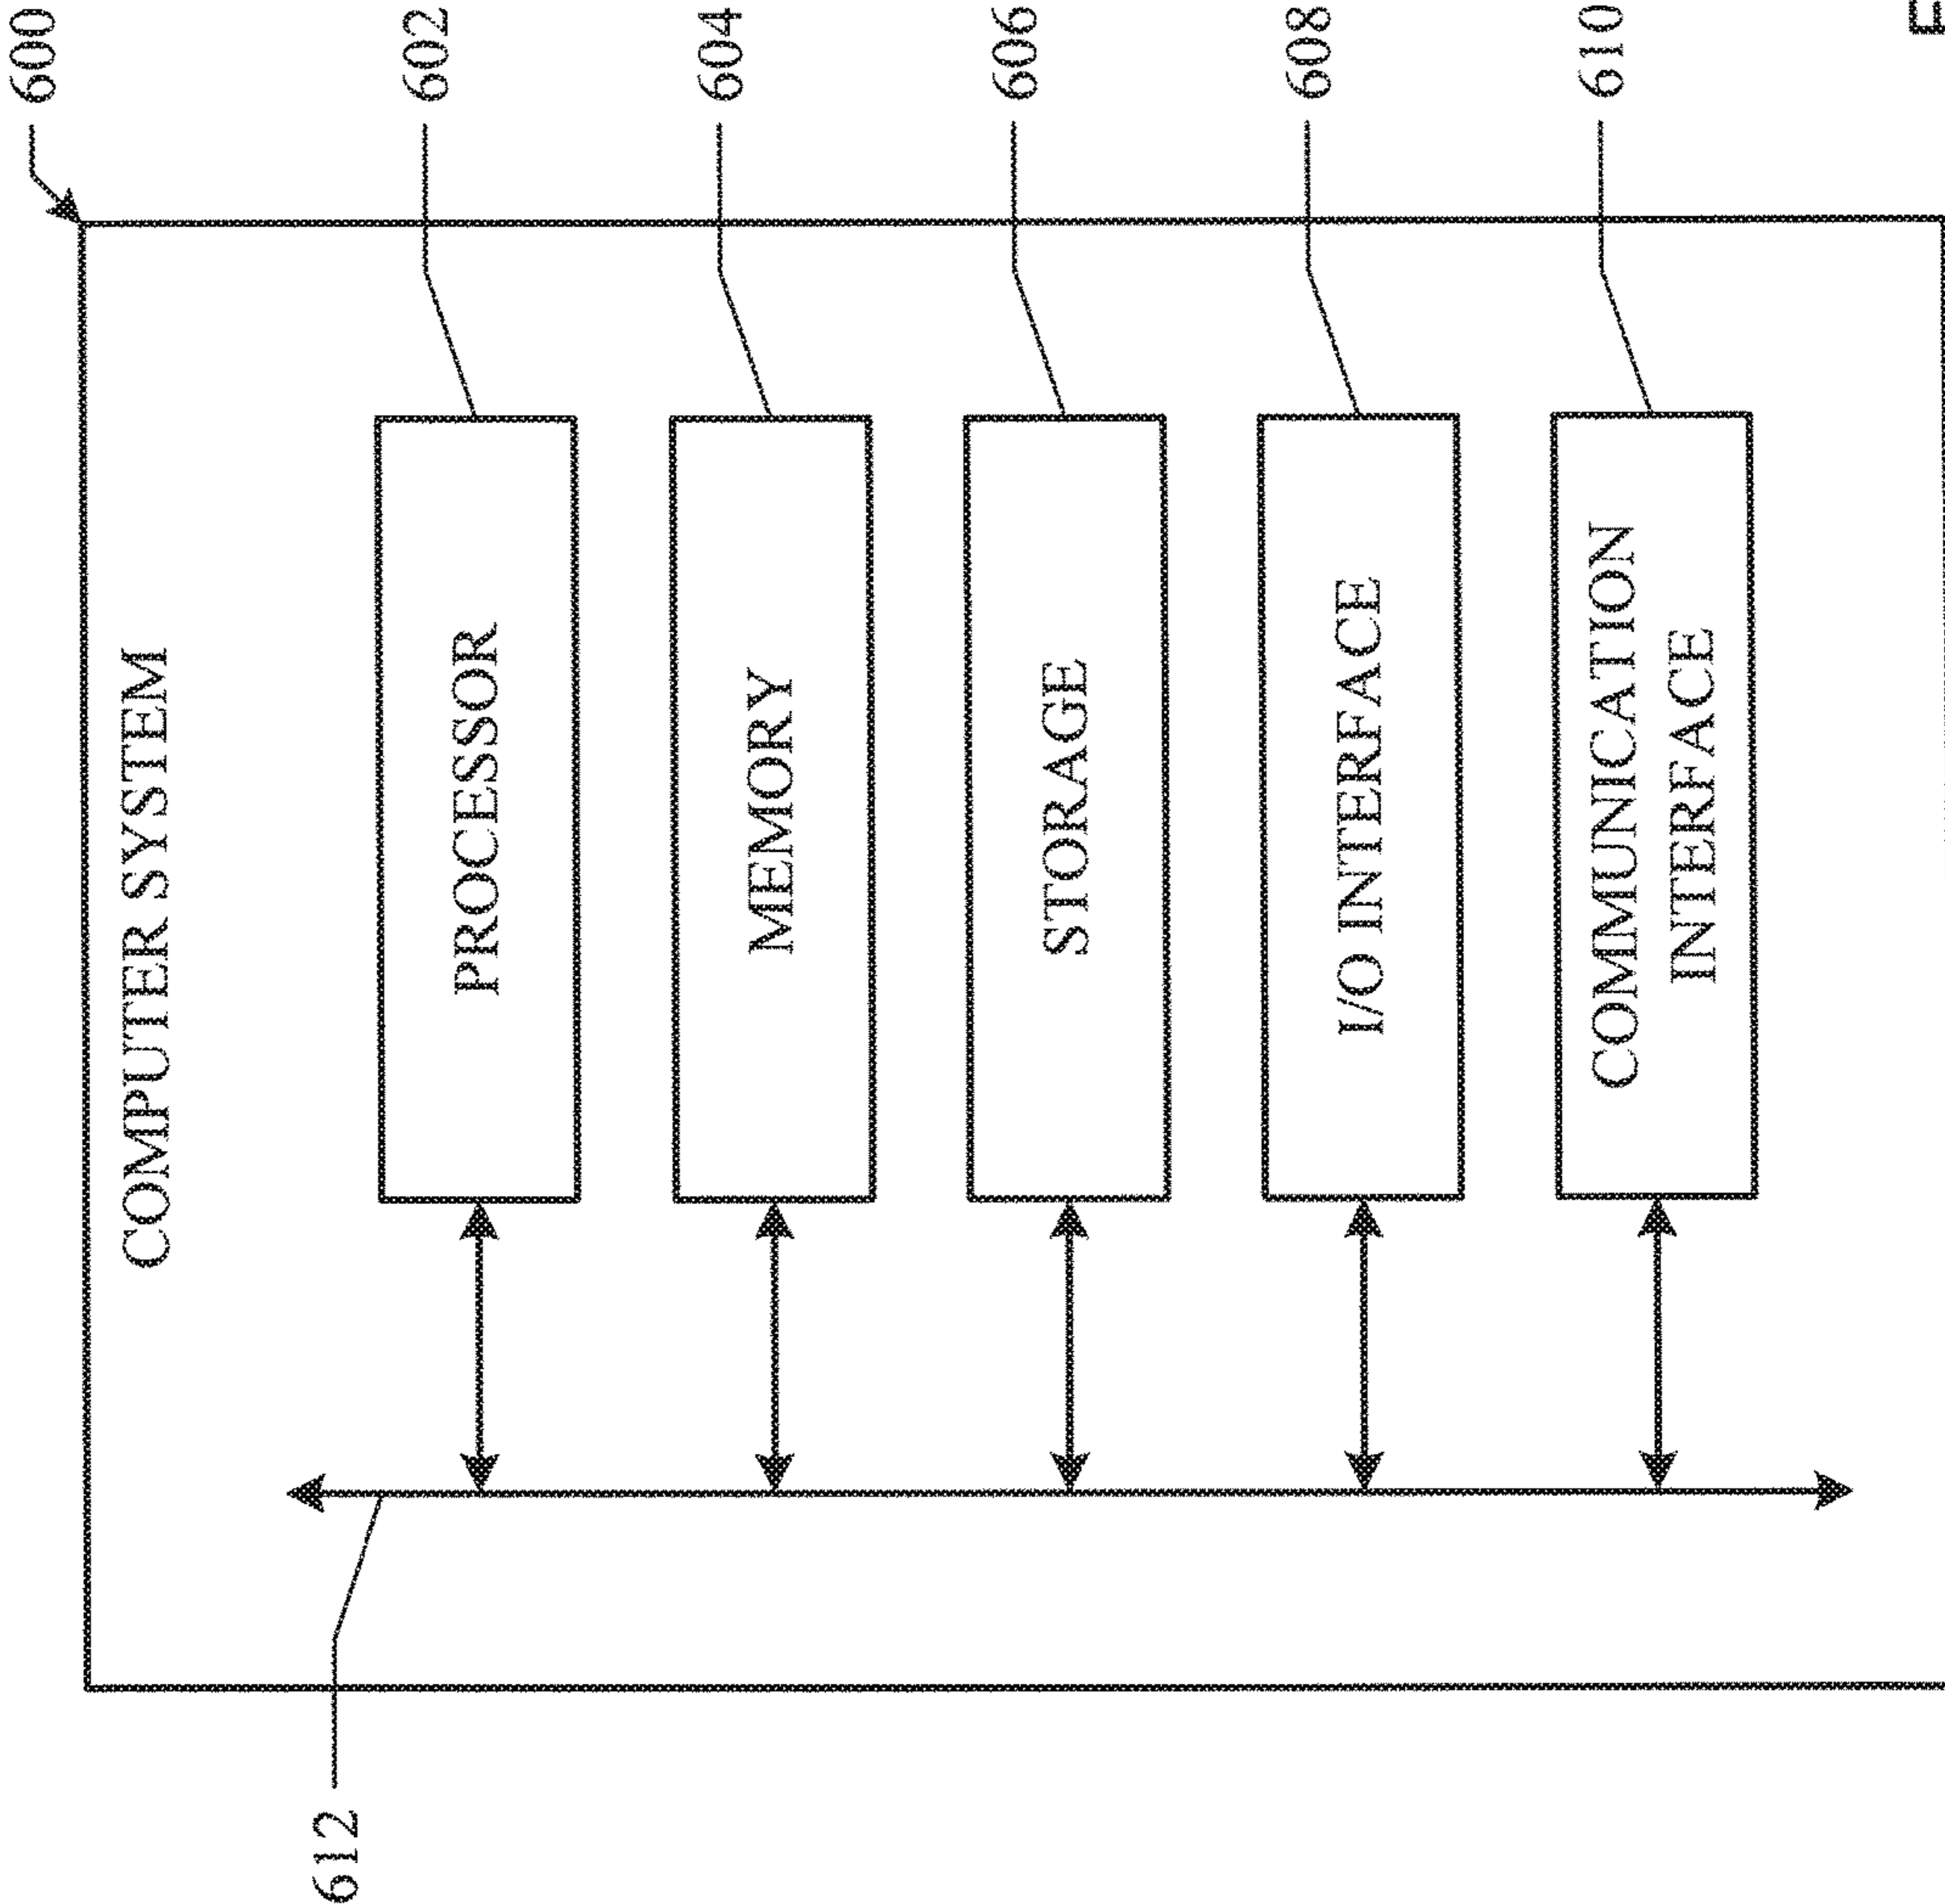 600
COMPUTER SYSTEM
612
PROCESSOR
602
MEMORY
604
STORAGE
606
I/O INTERFACE
608
COMMUNICATION
INTERFACE
610